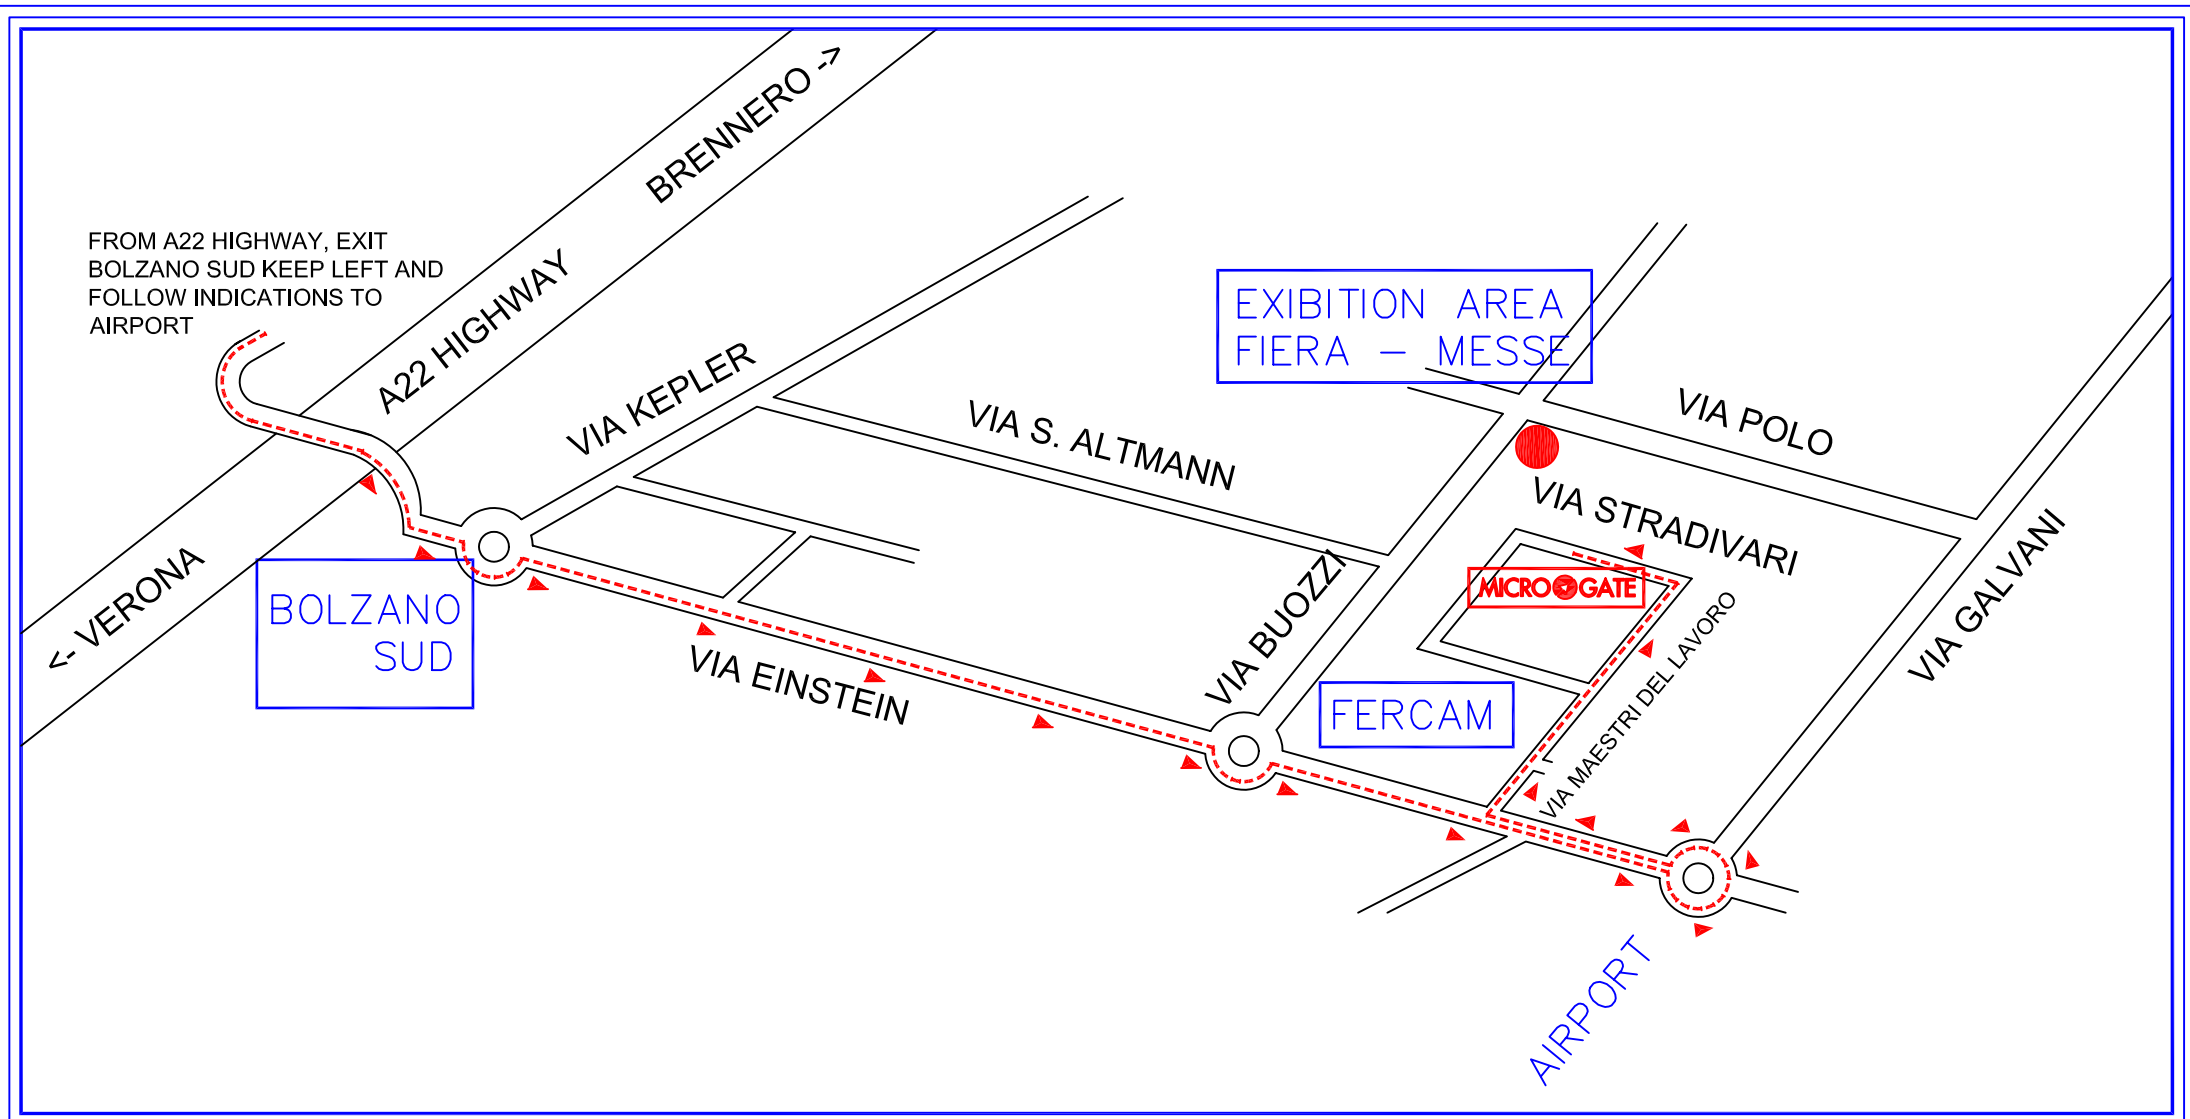 BRENNERO ->
FROM A22 HIGHWAY, EXIT
BOLZANO SUD KEEP LEFT AND
FOLLOW INDICATIONS TO
AIRPORT
A22 HIGHWAY
<- VERONA
EXIBITION AREA
FIERA - MESSE
VIA KEPLER
VIA S. ALTMANN
VIA POLO
VIA STRADIVARI
BOLZANO
SUD
VIA EINSTEIN
VIA BUOZZI
MICRO GATE
VIA GALVANI
FERCAM
VIA MAESTRI DEL LAVORO
AIRPORT